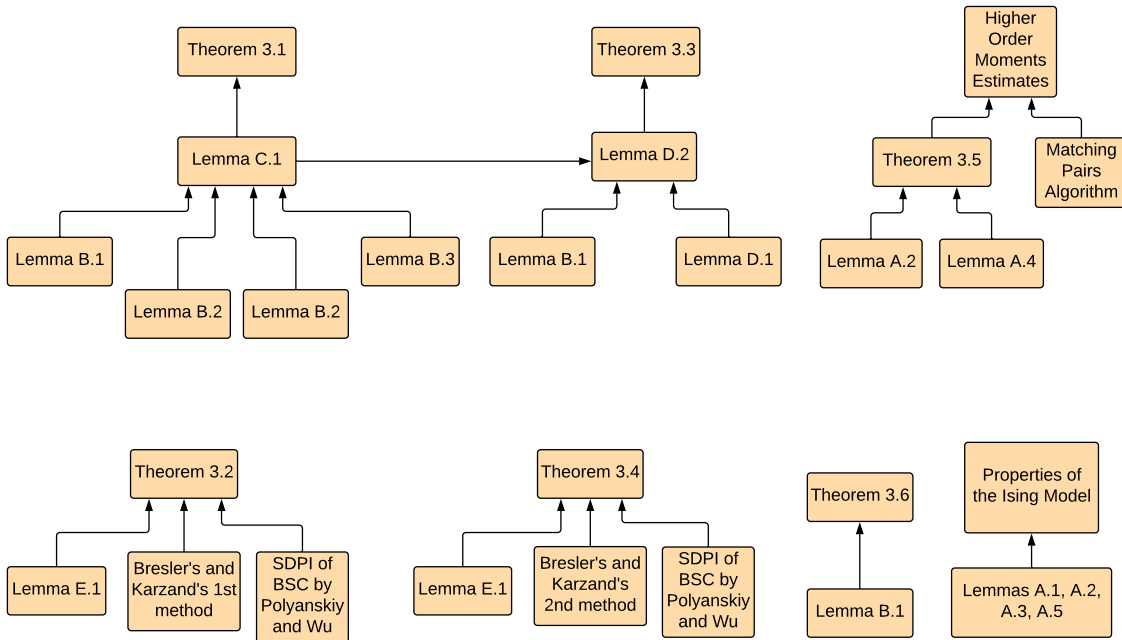 Theorem 3.1
Theorem 3.3
Higher
Order
Moments
Estimates
Lemma C.1
Lemma D.2
Theorem 3.5
Matching
Pairs
Algorithm
Lemma B.1
Lemma B.2
Lemma B.2
Lemma B.3
Lemma B.1
Lemma D.1
Lemma A.2
Lemma A.4
Theorem 3.2
Lemma E.1
Bresler's and
Karzand's 1st
method
SDPI of
BSC by
Polyanskiy
and Wu
Theorem 3.4
Lemma E.1
Bresler's and
Karzand's
2nd method
SDPI of
BSC by
Polyanskiy
and Wu
Theorem 3.6
Lemma B.1
Properties of
the Ising Model
Lemmas A.1, A.2,
A.3, A.5